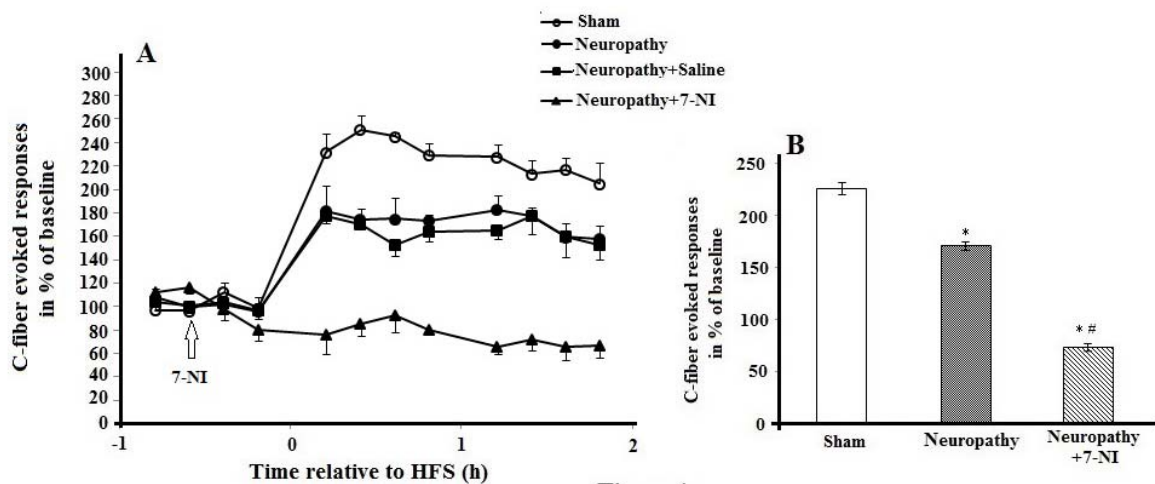 Sham
Neuropathy
Neuropathy+Saline
Neuropathy+7-NI
A
C-fiber evoked responses
in % of baseline
300
280
260
240
220
200
180
160
140
120
100
80
60
40
20
0
7-NI
-1
0
1
2
Time relative to HFS (h)
B
C-fiber evoked responses
in % of baseline
250
200
150
100
50
0
*
* #
Sham
Neuropathy
Neuropathy
+7-NI